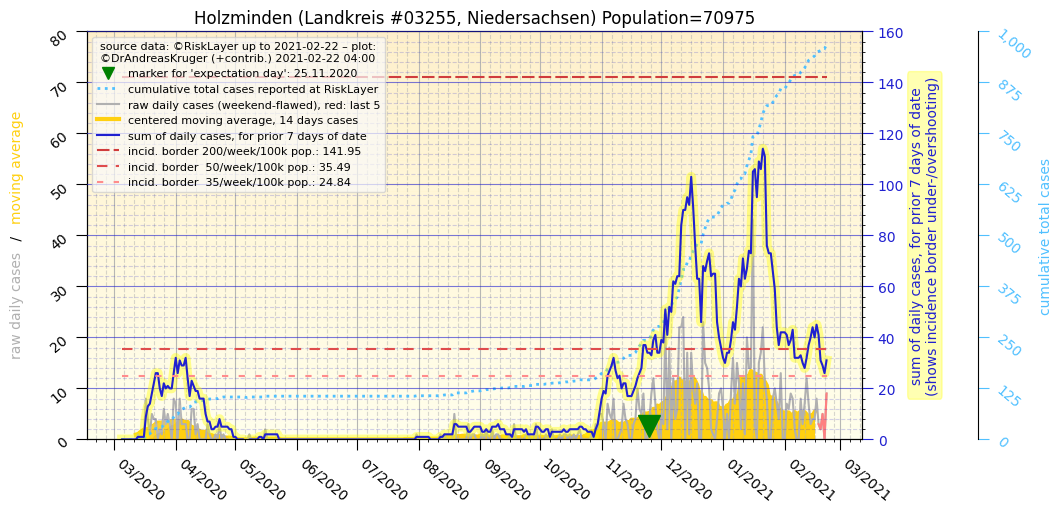 Holzminden (Landkreis #03255, Niedersachsen) Population=70975
source data: ©RiskLayer up to 2021-02-22 – plot:
©DrAndreasKruger (+contrib.) 2021-02-22 04:00
marker for 'expectation day': 25.11.2020
cumulative total cases reported at RiskLayer
raw daily cases (weekend-flawed), red: last 5
centered moving average, 14 days cases
sum of daily cases, for prior 7 days of date
incid. border 200/week/100k pop.: 141.95
incid. border  50/week/100k pop.: 35.49
incid. border  35/week/100k pop.: 24.84
raw daily cases / moving average
80
70
60
50
40
30
20
10
0
03/2020
04/2020
05/2020
06/2020
07/2020
08/2020
09/2020
10/2020
11/2020
12/2020
01/2021
02/2021
03/2021
160
140
120
100
80
60
40
20
0
sum of daily cases, for prior 7 days of date
(shows incidence border under-/overshooting)
1,000
875
750
625
500
375
250
125
0
cumulative total cases